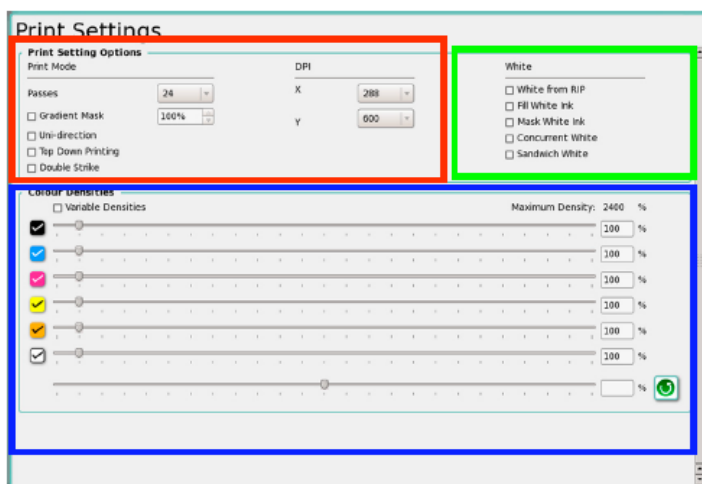 Print Settings
Print Setting Options
Print Mode
Passes 24
Gradient Mask 100%
Uni-direction
Top Down Printing
Double Strike
DPI
X 288
Y 600
White
White from RIP
Fill White Ink
Mask White Ink
Concurrent White
Sandwich White
Colour Densities
Variable Densities Maximum Density: 2400 %
100 %
100 %
100 %
100 %
100 %
100 %
%